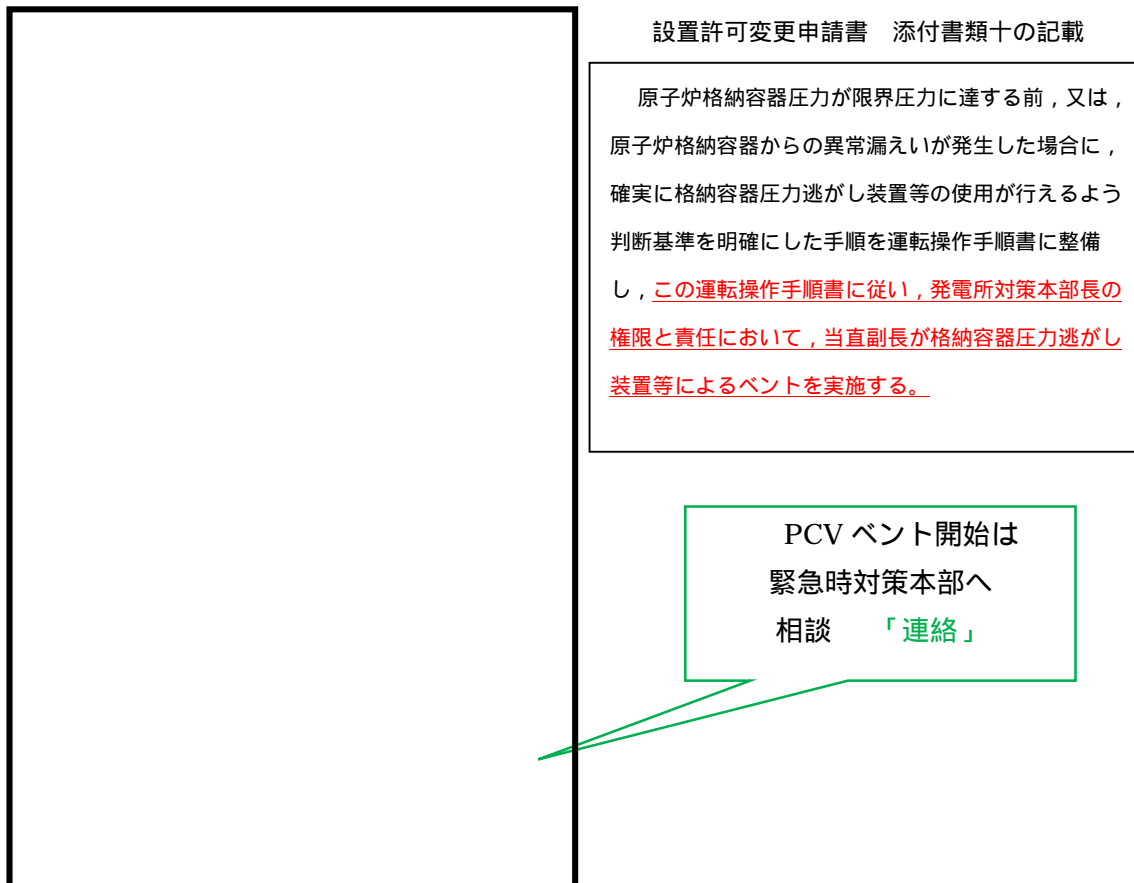 設置許可変更申請書　添付書類十の記載
原子炉格納容器圧力が限界圧力に達する前，又は，
原子炉格納容器からの異常漏えいが発生した場合に，
確実に格納容器圧力逃がし装置等の使用が行えるよう
判断基準を明確にした手順を運転操作手順書に整備
し，この運転操作手順書に従い，発電所対策本部長の
権限と責任において，当直副長が格納容器圧力逃がし
装置等によるベントを実施する。
PCV ベント開始は
緊急時対策本部へ
相談　「連絡」